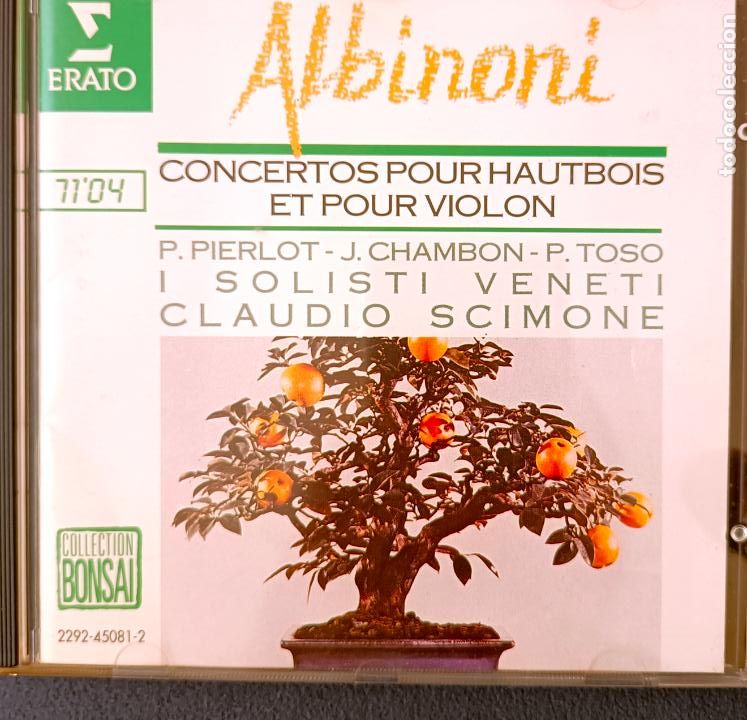 ERATO
Albinoni
71'04
CONCERTOS POUR HAUTBOIS
ET POUR VIOLON
P. PIERLOT - J. CHAMBON - P. TOSO
I SOLISTI VENETI
CLAUDIO SCIMONE
COLLECTION
BONSAI
2292-45081-2
todocoleccion